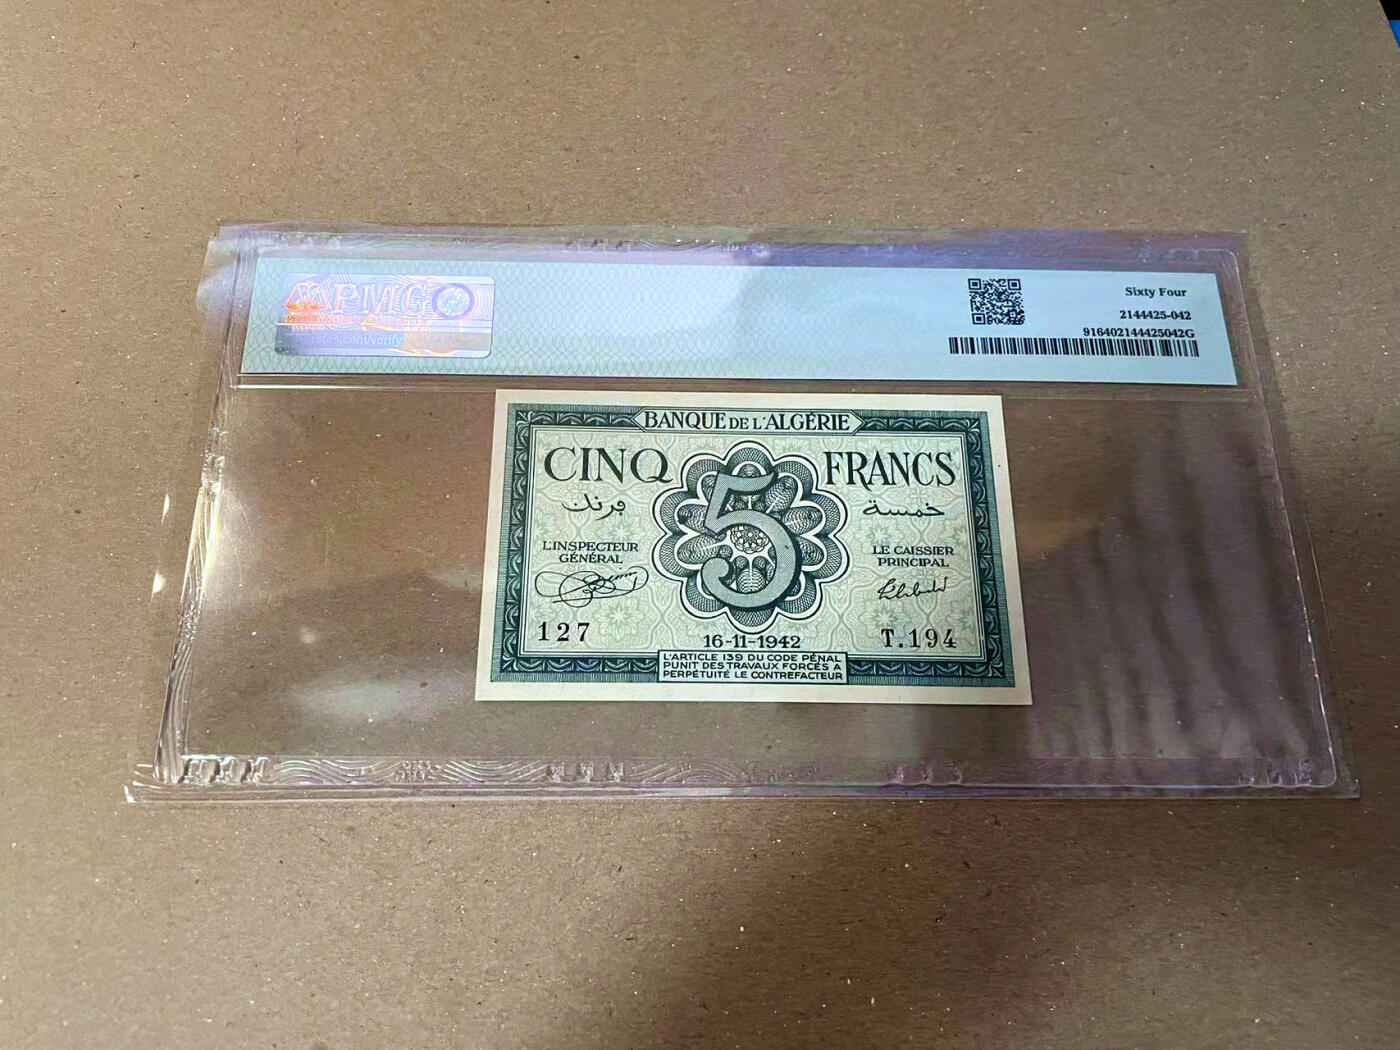 PMG
Sixty Four
2144425-042
916402144425042G
BANQUE DE L'ALGÉRIE
CINQ 5 FRANCS
فرنك خمسة
L'INSPECTEUR GÉNÉRAL
LE CAISSIER PRINCIPAL
127
16-11-1942
T.194
L'ARTICLE 139 DU CODE PÉNAL
PUNIT DES TRAVAUX FORCÉS A
PERPÉTUITÉ LE CONTREFACTEUR